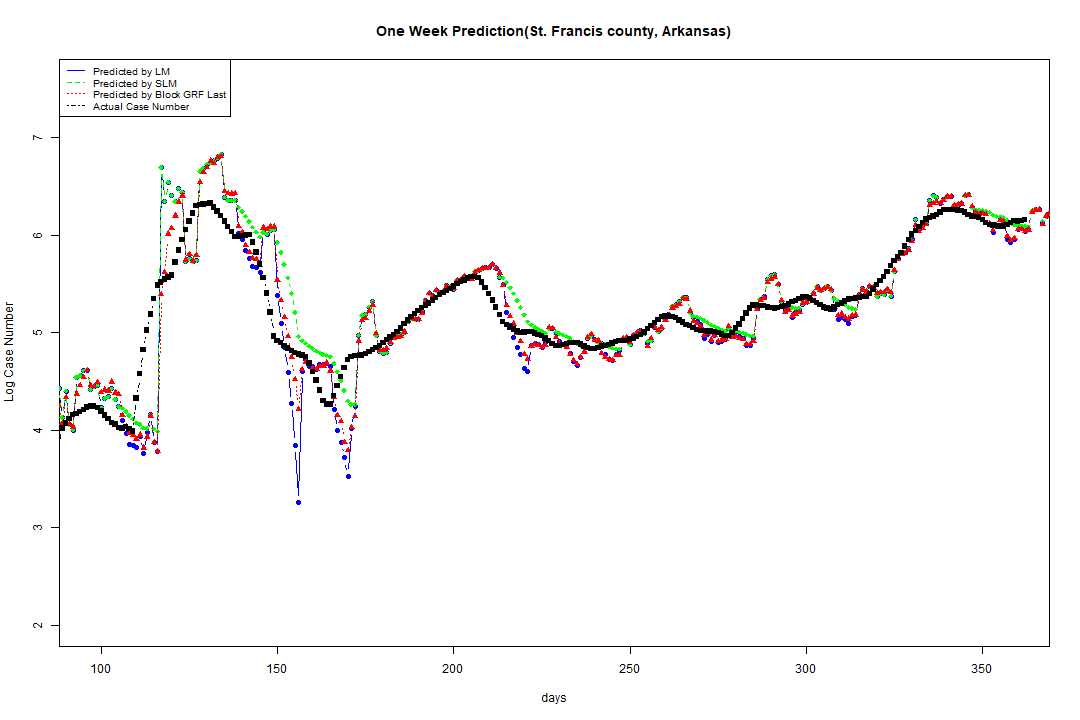 One Week Prediction(St. Francis county, Arkansas)
Predicted by LM
Predicted by SLM
Predicted by Block GRF Last
Actual Case Number
7
6
5
4
3
2
Log Case Number
100 150 200 250 300 350
days